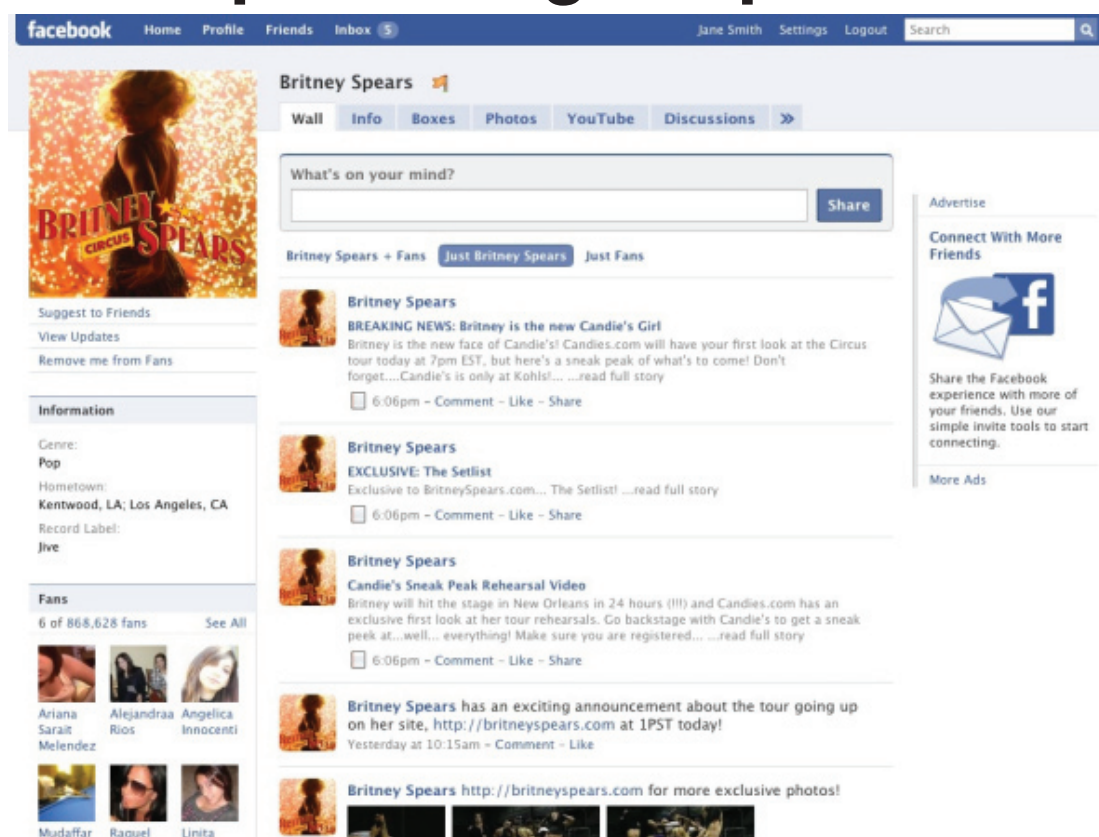 facebook Home Profile Friends Inbox 5 Jane Smith Settings Logout Search
Britney Spears
Wall Info Boxes Photos YouTube Discussions »
What's on your mind?
Share
Britney Spears + Fans Just Britney Spears Just Fans
BRITNEY
CIRCUS SPEARS
Suggest to Friends
View Updates
Remove me from Fans
Information
Genre:
Pop
Hometown:
Kentwood, LA; Los Angeles, CA
Record Label:
Jive
Fans
6 of 868,628 fans See All
Ariana
Sarait
Melendez
Alejandraa
Rios
Angelica
Innocenti
Mudaffar Raquel Linita
Britney Spears
BREAKING NEWS: Britney is the new Candie's Girl
Britney is the new face of Candie's! Candies.com will have your first look at the Circus
tour today at 7pm EST, but here's a sneak peak of what's to come! Don't
forget....Candie's is only at Kohls!... ...read full story
6:06pm - Comment - Like - Share
Britney Spears
EXCLUSIVE: The Setlist
Exclusive to BritneySpears.com... The Setlist! ...read full story
6:06pm - Comment - Like - Share
Britney Spears
Candie's Sneak Peak Rehearsal Video
Britney will hit the stage in New Orleans in 24 hours (!!!) and Candies.com has an
exclusive first look at her tour rehearsals. Go backstage with Candie's to get a sneak
peek at...well... everything! Make sure you are registered... ...read full story
6:06pm - Comment - Like - Share
Britney Spears has an exciting announcement about the tour going up
on her site, http://britneyspears.com at 1PST today!
Yesterday at 10:15am - Comment - Like
Britney Spears http://britneyspears.com for more exclusive photos!
Advertise
Connect With More
Friends
f
Share the Facebook
experience with more of
your friends. Use our
simple invite tools to start
connecting.
More Ads